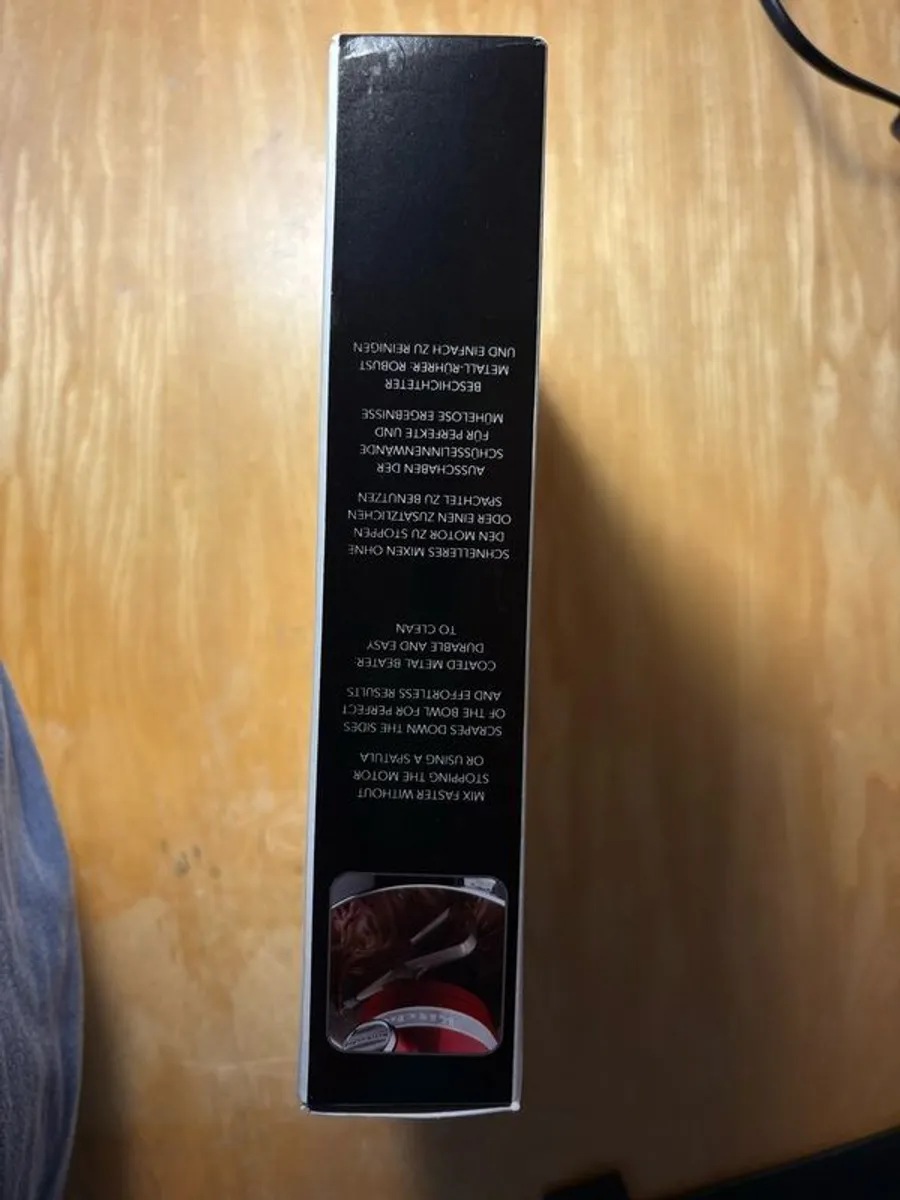 MIX FASTER WITHOUT
STOPPING THE MOTOR
OR USING A SPATULA
SCRAPES DOWN THE SIDES
OF THE BOWL FOR PERFECT
AND EFFORTLESS RESULTS
COATED METAL BEATER:
DURABLE AND EASY
TO CLEAN
SCHNELLERES MIXEN OHNE
DEN MOTOR ZU STOPPEN
ODER EINEN ZUSÄTZLICHEN
SPACHTEL ZU BENUTZEN
AUSSCHABEN DER
SCHÜSSELINNENWÄNDE
FÜR PERFEKTE UND
MÜHELOSE ERGEBNISSE
BESCHICHTETER
METALL-RÜHRER: ROBUST
UND EINFACH ZU REINIGEN